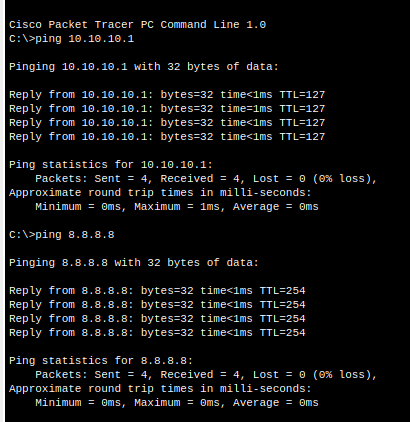 Cisco Packet Tracer PC Command Line 1.0
C:\>ping 10.10.10.1
Pinging 10.10.10.1 with 32 bytes of data:
Reply from 10.10.10.1: bytes=32 time<1ms TTL=127
Reply from 10.10.10.1: bytes=32 time=1ms TTL=127
Reply from 10.10.10.1: bytes=32 time<1ms TTL=127
Reply from 10.10.10.1: bytes=32 time<1ms TTL=127
Ping statistics for 10.10.10.1:
    Packets: Sent = 4, Received = 4, Lost = 0 (0% loss),
Approximate round trip times in milli-seconds:
    Minimum = 0ms, Maximum = 1ms, Average = 0ms
C:\>ping 8.8.8.8
Pinging 8.8.8.8 with 32 bytes of data:
Reply from 8.8.8.8: bytes=32 time<1ms TTL=254
Reply from 8.8.8.8: bytes=32 time<1ms TTL=254
Reply from 8.8.8.8: bytes=32 time<1ms TTL=254
Reply from 8.8.8.8: bytes=32 time<1ms TTL=254
Ping statistics for 8.8.8.8:
    Packets: Sent = 4, Received = 4, Lost = 0 (0% loss),
Approximate round trip times in milli-seconds:
    Minimum = 0ms, Maximum = 0ms, Average = 0ms